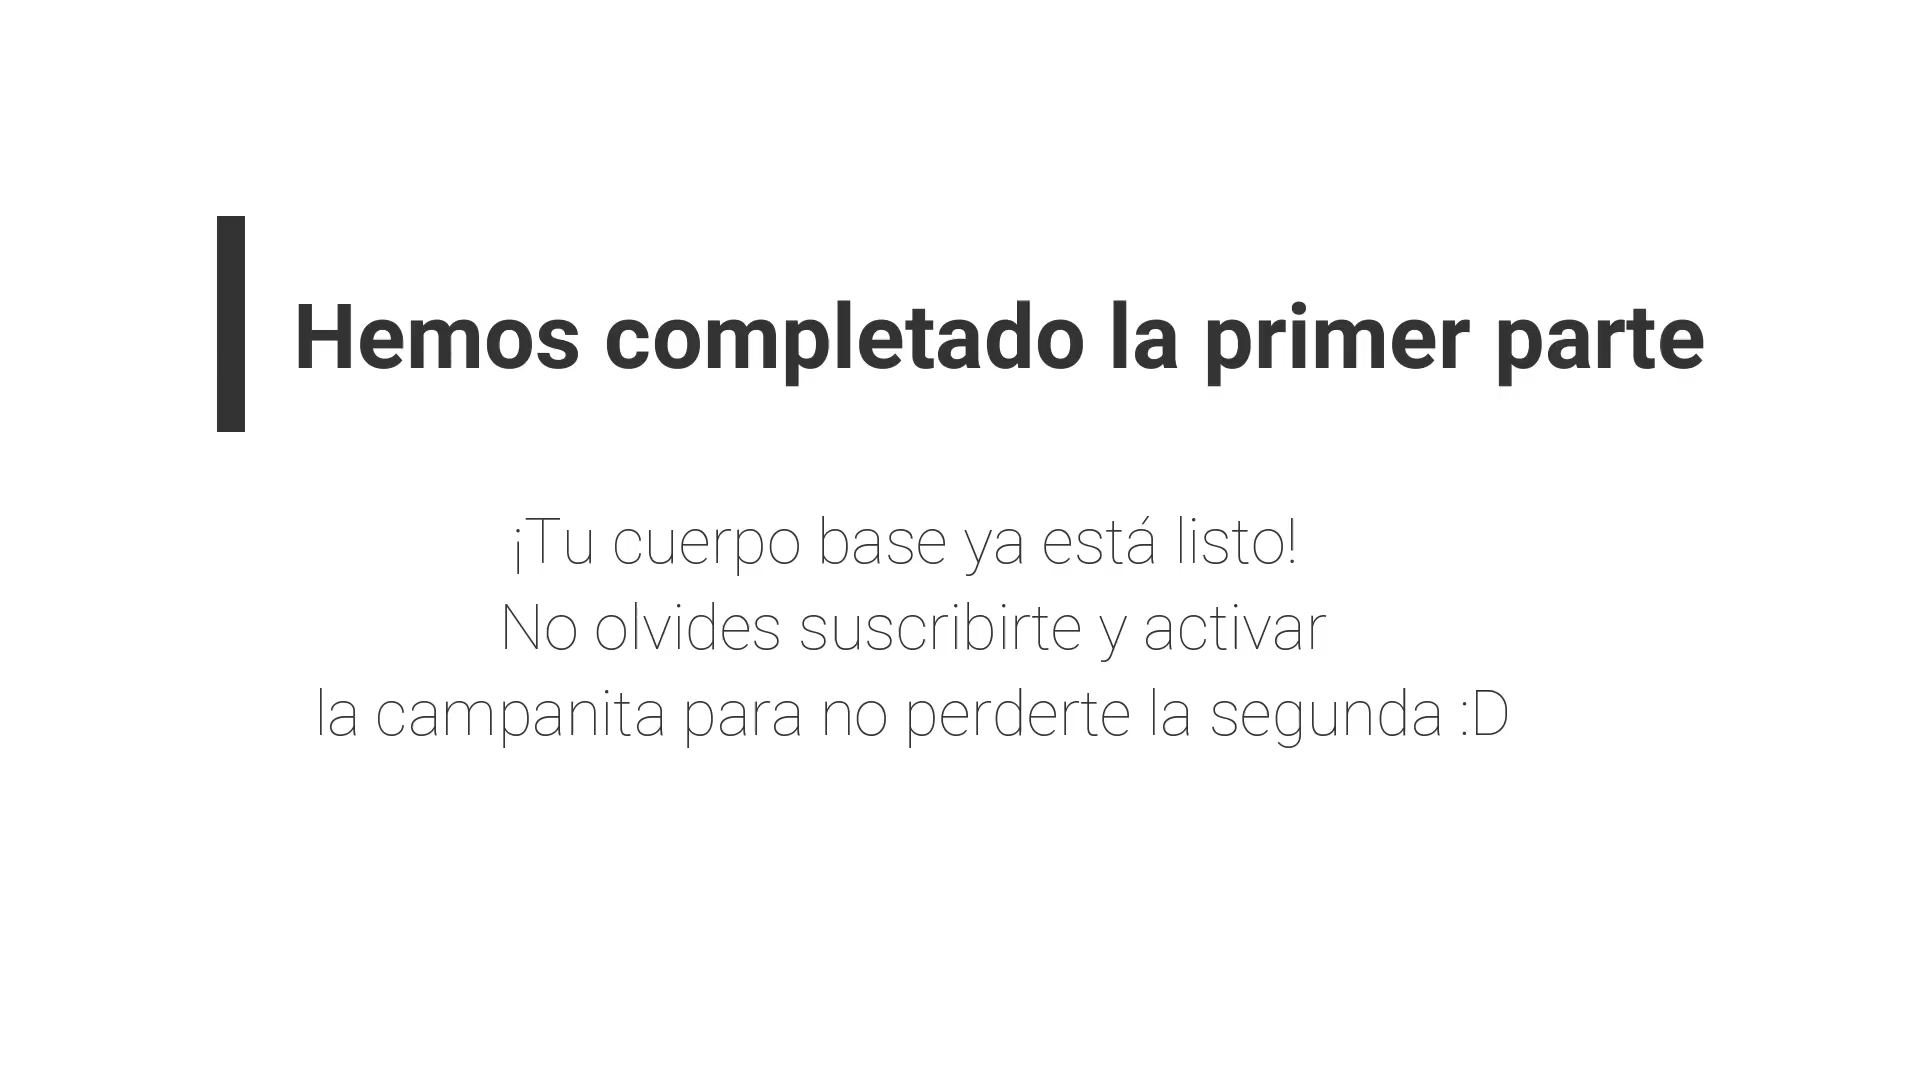 Hemos completado la primer parte
¡Tu cuerpo base ya está listo!
No olvides suscribirte y activar
la campanita para no perderte la segunda :D